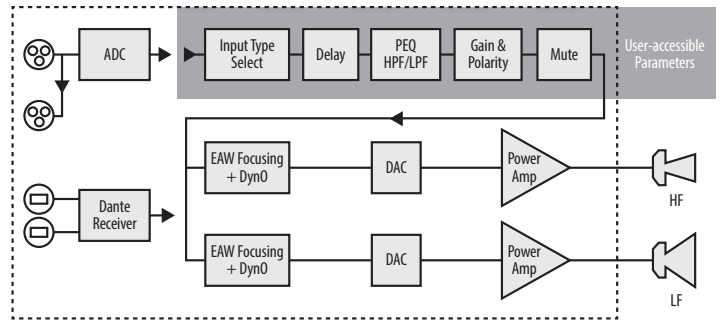 ADC
Input Type
Select
Delay
PEQ
HPF/LPF
Gain &
Polarity
Mute
User-accessible
Parameters
EAW Focusing
+ DynO
DAC
Power
Amp
HF
Dante
Receiver
EAW Focusing
+ DynO
DAC
Power
Amp
LF